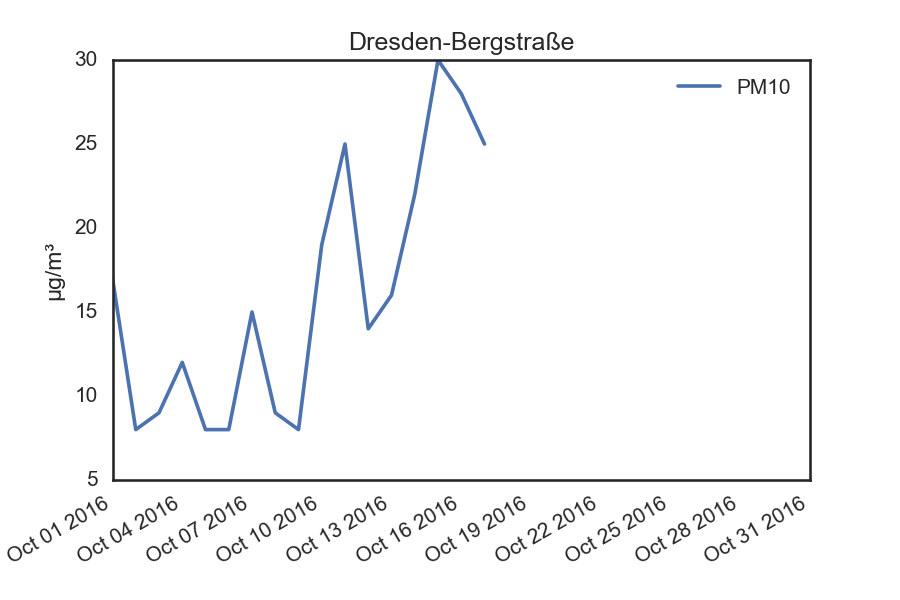 Dresden-Bergstraße
30
25
20
15
10
5
µg/m³
PM10
Oct 01 2016
Oct 04 2016
Oct 07 2016
Oct 10 2016
Oct 13 2016
Oct 16 2016
Oct 19 2016
Oct 22 2016
Oct 25 2016
Oct 28 2016
Oct 31 2016